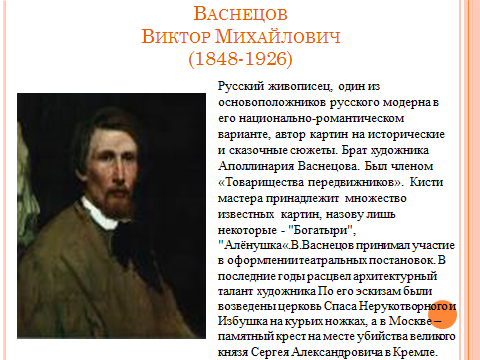 Васнецов
Виктор Михайлович
(1848-1926)
Русский живописец, один из
основоположников русского модерна в
его национально-романтическом
варианте, автор картин на исторические
и сказочные сюжеты. Брат художника
Аполлинария Васнецова. Был членом
«Товарищества передвижников». Кисти
мастера принадлежит множество
известных картин, назову лишь
некоторые - "Богатыри",
"Алёнушка«.В.Васнецов принимал участие
в оформлении театральных постановок. В
последние годы расцвел архитектурный
талант художника По его эскизам были
возведены церковь Спаса Нерукотворного и
Избушка на курьих ножках, а в Москве –
памятный крест на месте убийства великого
князя Сергея Александровича в Кремле.